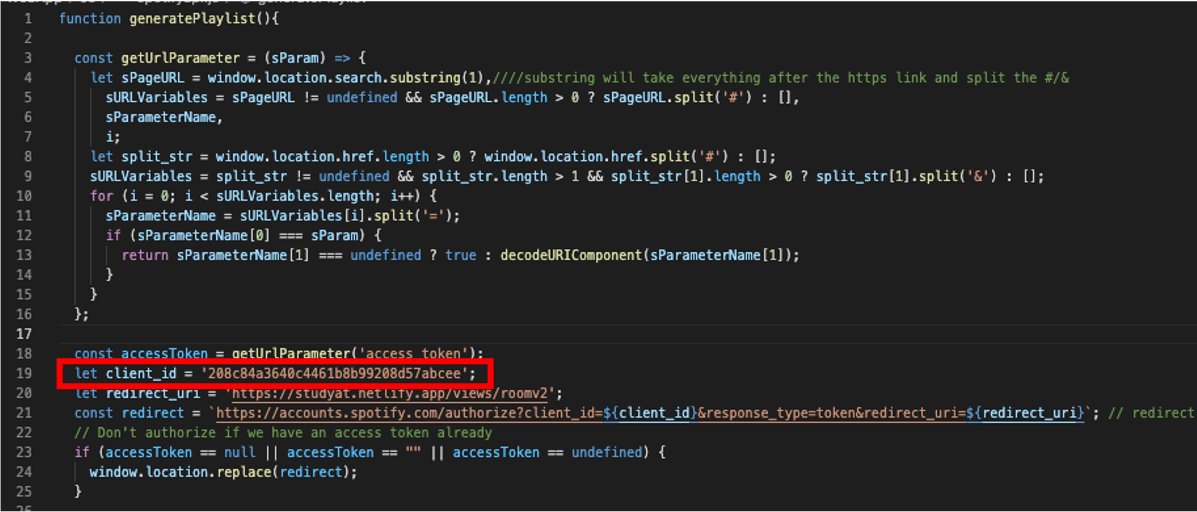 1 function generatePlaylist(){
2
3 const getUrlParameter = (sParam) => {
4 let sPageURL = window.location.search.substring(1),////substring will take everything after the https link and split the #/&
5 sURLVariables = sPageURL != undefined && sPageURL.length > 0 ? sPageURL.split('#') : [],
6 sParameterName,
7 i;
8 let split_str = window.location.href.length > 0 ? window.location.href.split('#') : [];
9 sURLVariables = split_str != undefined && split_str.length > 1 && split_str[1].length > 0 ? split_str[1].split('&') : [];
10 for (i = 0; i < sURLVariables.length; i++) {
11 sParameterName = sURLVariables[i].split('=');
12 if (sParameterName[0] === sParam) {
13 return sParameterName[1] === undefined ? true : decodeURIComponent(sParameterName[1]);
14 }
15 }
16 };
17
18 const accessToken = getUrlParameter('access_token');
19 let client_id = '208c84a3640c4461b8b99208d57abcee';
20 let redirect_uri = 'https://studyat.netlify.app/views/roomv2';
21 const redirect = `https://accounts.spotify.com/authorize?client_id=${client_id}&response_type=token&redirect_uri=${redirect_uri}`; // redirect
22 // Don't authorize if we have an access token already
23 if (accessToken == null || accessToken == "" || accessToken == undefined) {
24 window.location.replace(redirect);
25 }